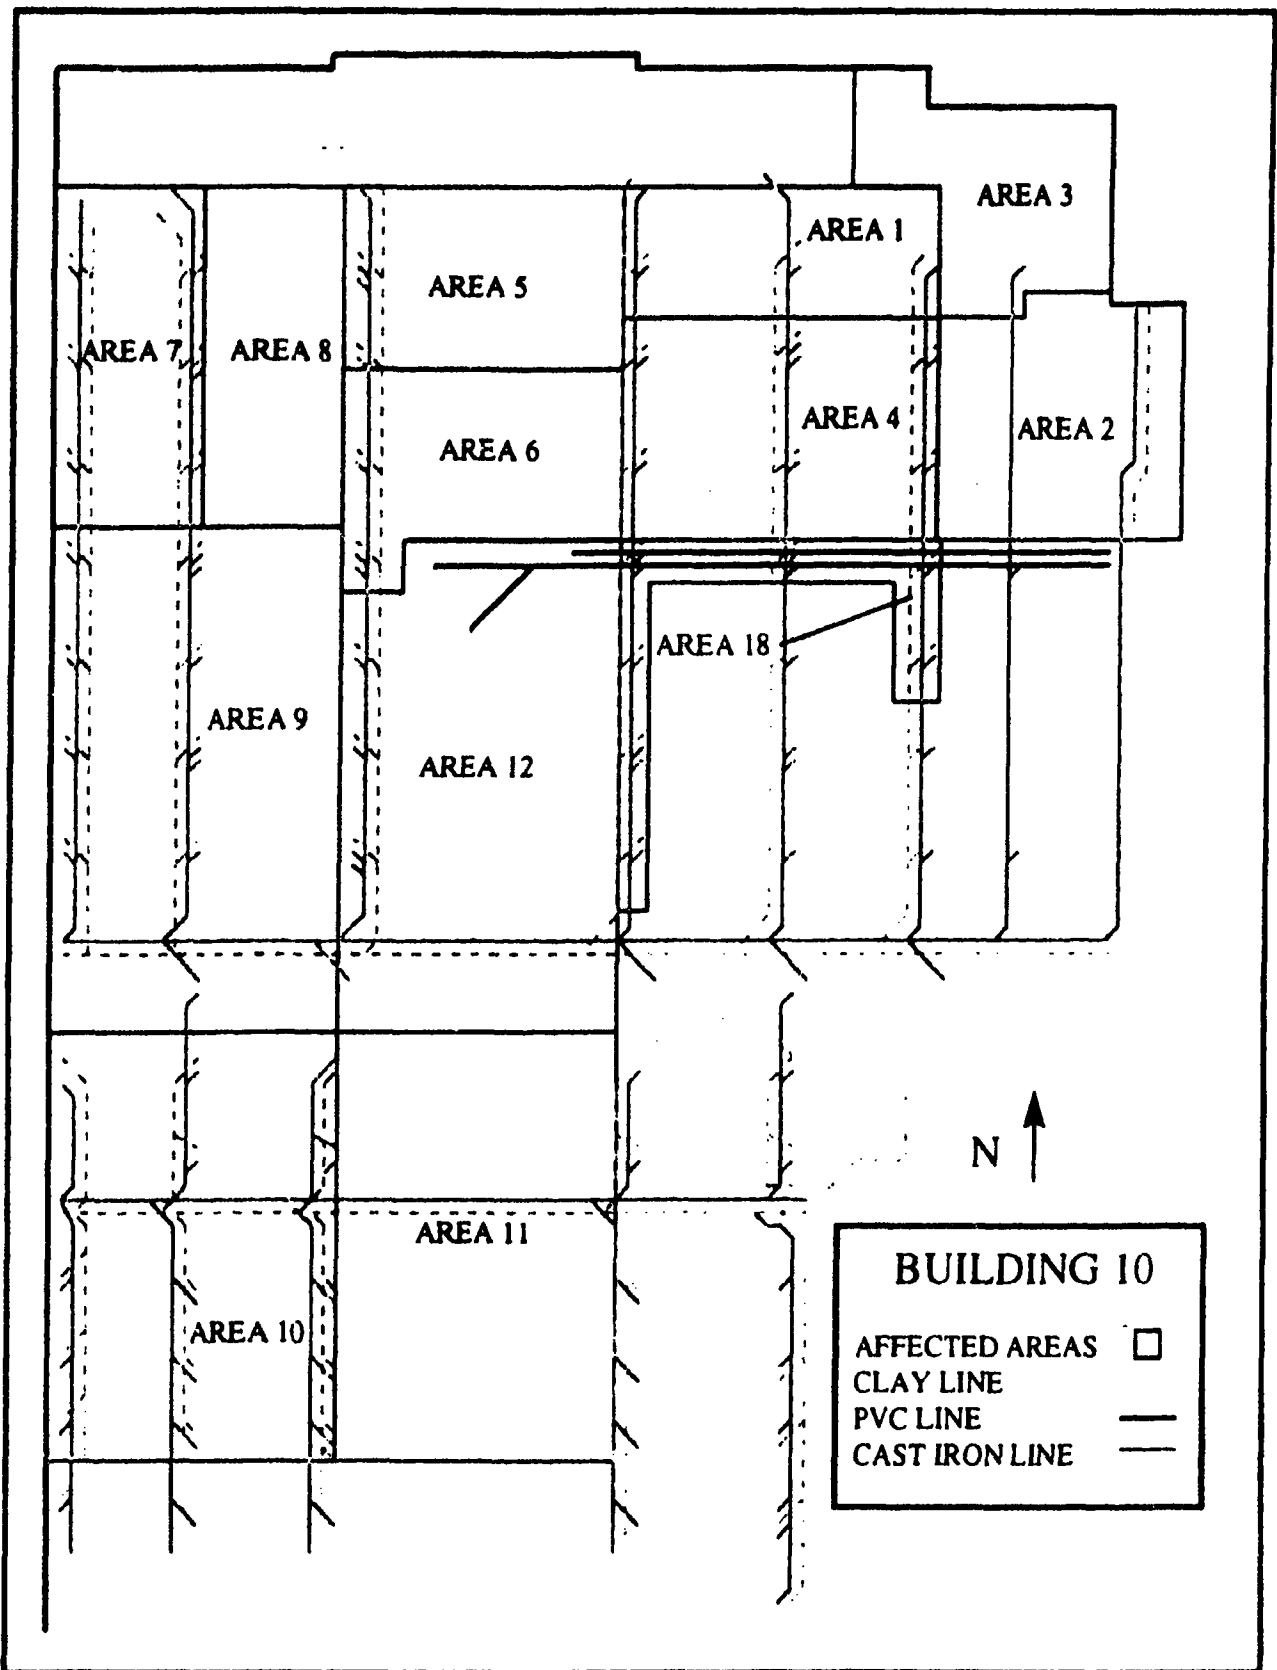 AREA 3
AREA 1
AREA 5
AREA 7
AREA 8
AREA 4
AREA 2
AREA 6
AREA 18
AREA 9
AREA 12
N
AREA 11
AREA 10
BUILDING 10
AFFECTED AREAS
CLAY LINE
PVC LINE
CAST IRON LINE